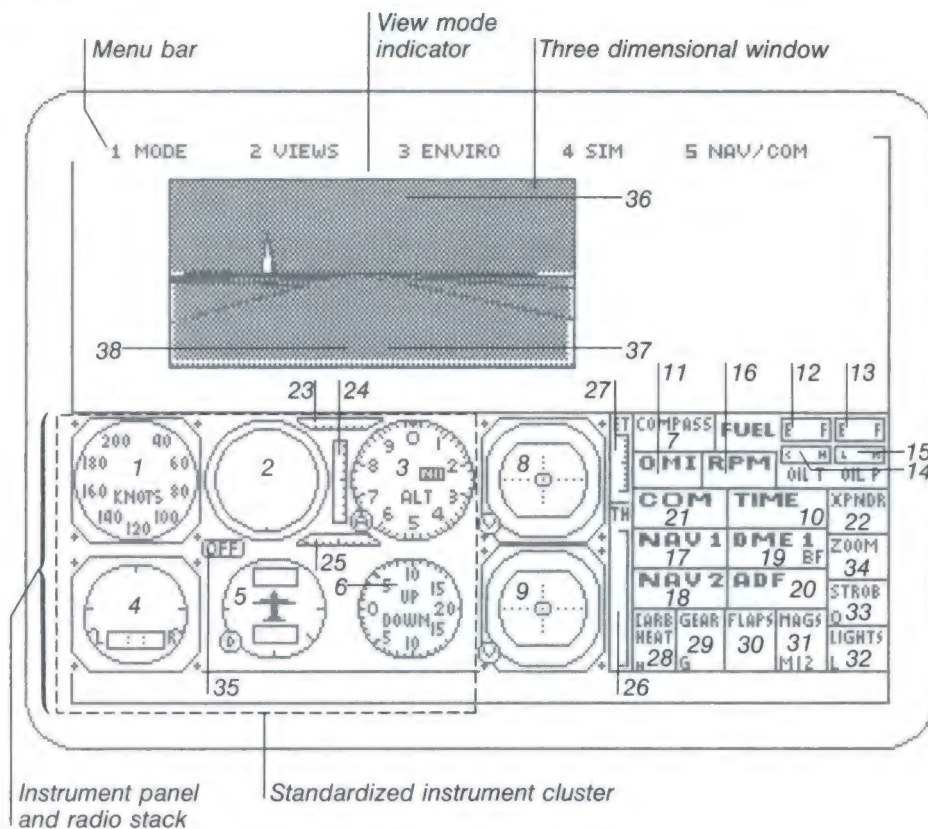 View mode
indicator
Menu bar
Three dimensional window
1 MODE 2 VIEWS 3 ENVIRO 4 SIM 5 NAV/COM
36
38 37
23 24 27 11 16 12 13
200 40
180 1 60
160 KNOTS 80
140 100
120
2
0
9 1
8 3 2
7 ALT 3
6 4
5
A
8
V
ET
COMPASS
7
FUEL
E F E F
C H L H
15
14
OIL T OIL P
O M I RPM
TH
COM
21
TIME
10
XPNDR
22
NAV 1
17
DME 1
19 BF
ZOOM
34
NAV 2
18
ADF 20
STROB
O 33
CARB
HEAT
H 28
GEAR
29
G
FLAPS
30
MAGS
31
M12
LIGHTS
L 32
OFF
25
4
L R
5
D
6
10
5 UP 15
0 20
DOWN
5 15
10
9
V
35
26
Instrument panel
and radio stack
Standardized instrument cluster